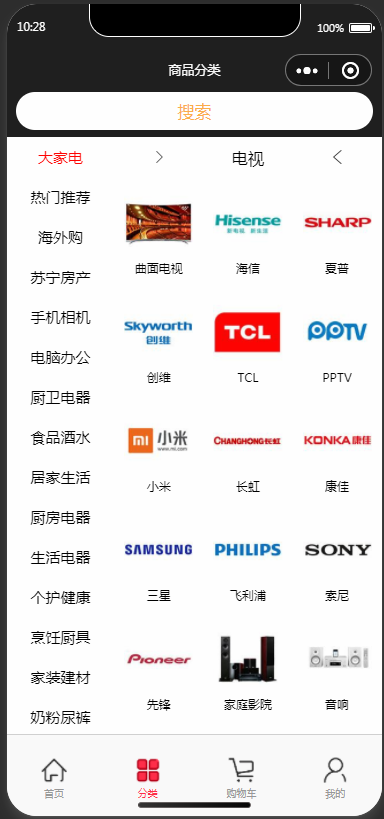 10:28
100%
商品分类
搜索
大家电
热门推荐
海外购
苏宁房产
手机相机
电脑办公
厨卫电器
食品酒水
居家生活
厨房电器
生活电器
个护健康
烹饪厨具
家装建材
奶粉尿裤
电视
Hisense
SHARP
曲面电视
海信
夏普
Skyworth
创维
TCL
PPTV
创维
TCL
PPTV
小米
www.mi.com
CHANGHONG长虹
KONKA康佳
小米
长虹
康佳
SAMSUNG
PHILIPS
SONY
三星
飞利浦
索尼
Pioneer
先锋
家庭影院
音响
首页
分类
购物车
我的